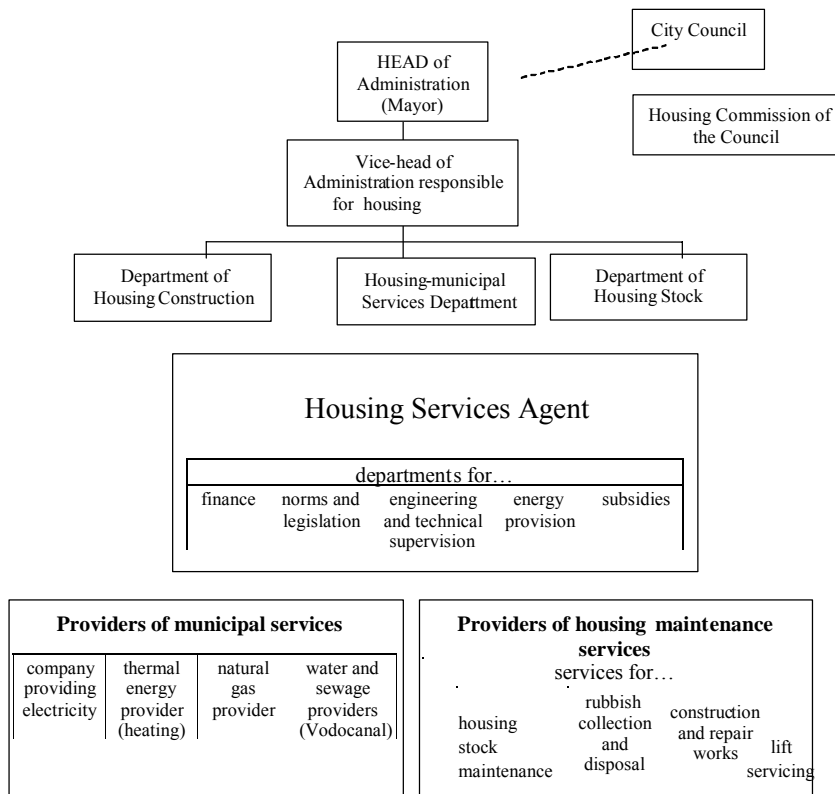 City Council
HEAD of
Administration
(Mayor)
Housing Commission of
the Council
Vice-head of
Administration responsible
for housing
Department of
Housing Construction
Housing-municipal
Services Department
Department of
Housing Stock
Housing Services Agent
departments for…
finance
norms and
legislation
engineering
and technical
supervision
energy
provision
subsidies
Providers of municipal services
company
providing
electricity
thermal
energy
provider
(heating)
natural
gas
provider
water and
sewage
providers
(Vodocanal)
Providers of housing maintenance
services
services for…
housing
stock
maintenance
rubbish
collection
and
disposal
construction
and repair
works
lift
servicing